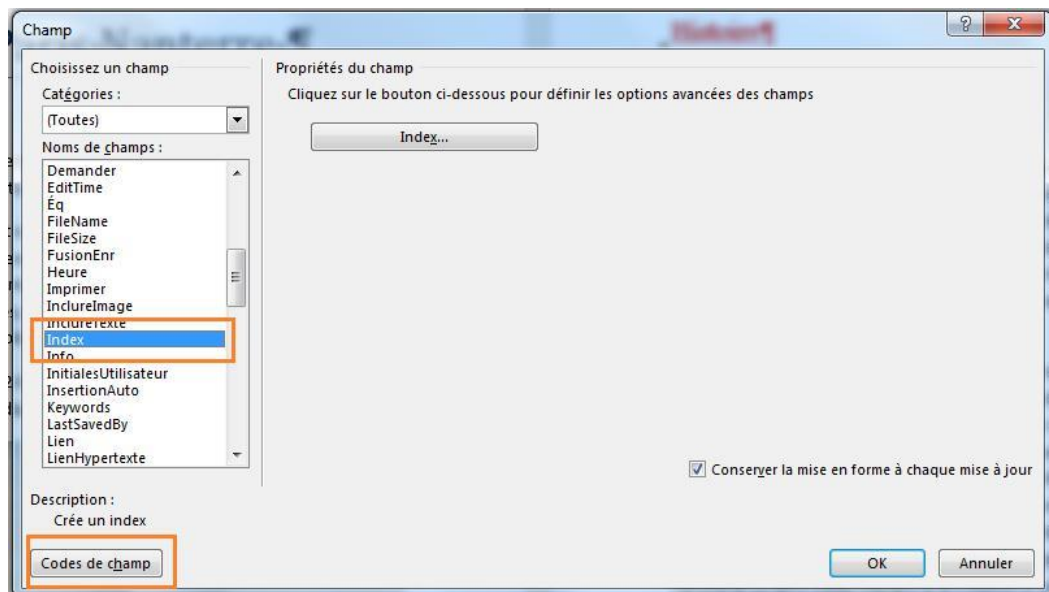 Champ
Choisissez un champ
Catégories :
(Toutes)
Noms de champs :
Demander
EditTime
Éq
FileName
FileSize
FusionEnr
Heure
Imprimer
InclureImage
InclureTexte
Index
Info
InitialesUtilisateur
InsertionAuto
Keywords
LastSavedBy
Lien
LienHypertexte
Description :
Crée un index
Codes de champ
Propriétés du champ
Cliquez sur le bouton ci-dessous pour définir les options avancées des champs
Index...
Conserver la mise en forme à chaque mise à jour
OK
Annuler